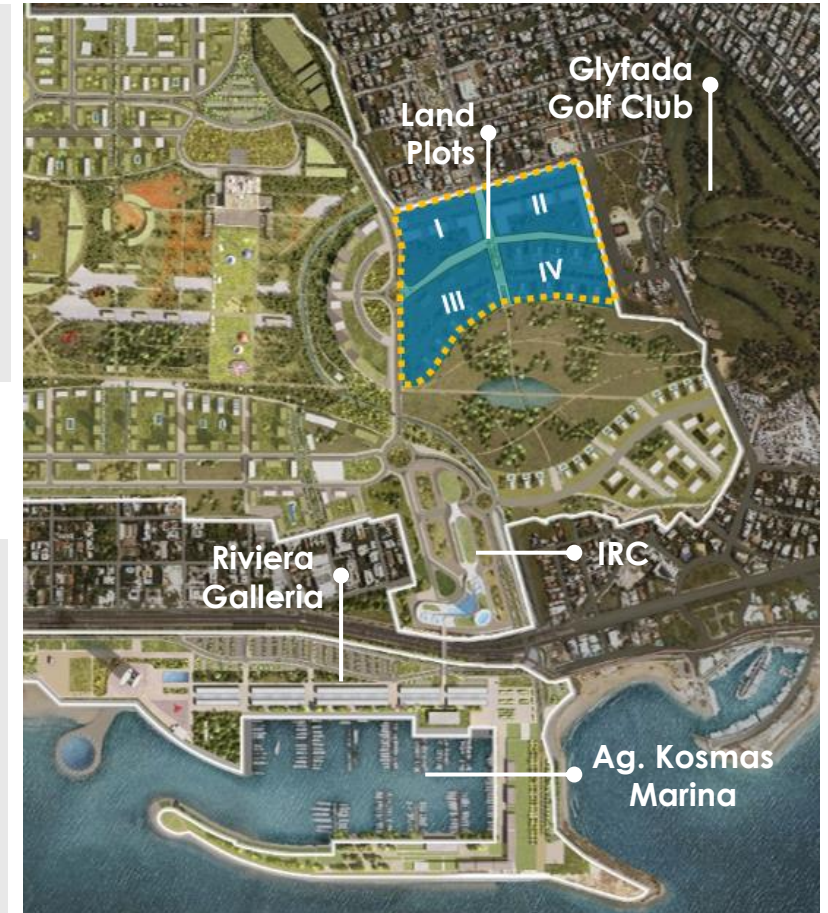 Glyfada
Golf Club
Land
Plots
I
II
III
IV
Riviera
Galleria
IRC
Ag. Kosmas
Marina